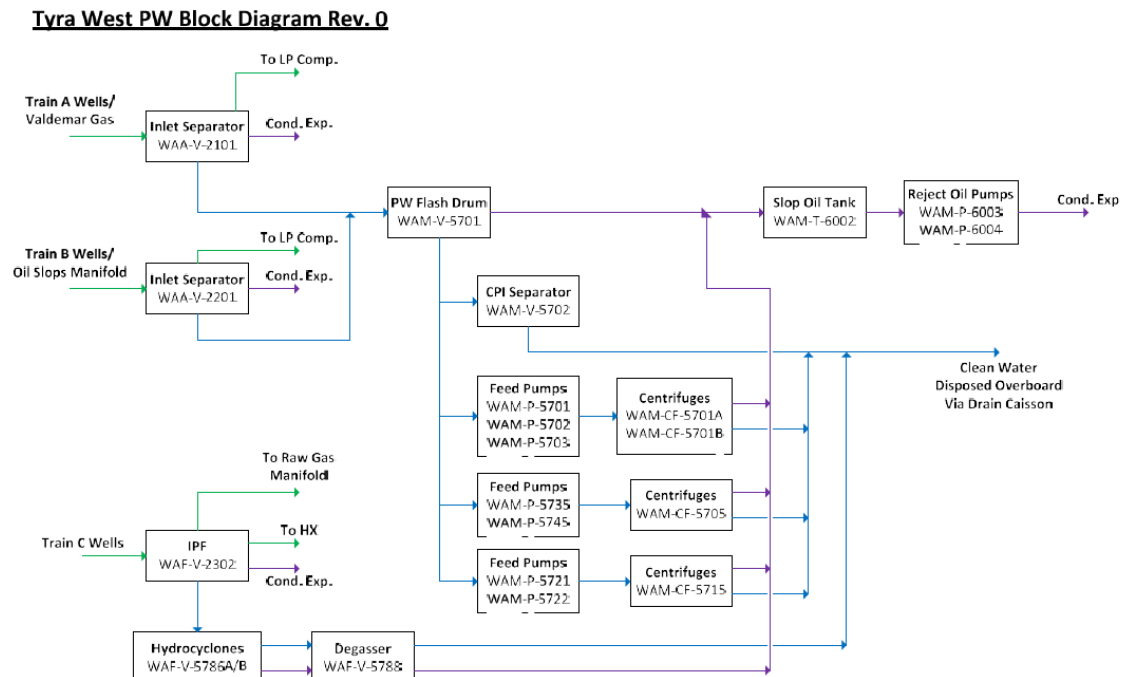 Tyra West PW Block Diagram Rev. 0
To LP Comp.
Train A Wells/
Valdemar Gas
Inlet Separator
WAA-V-2101
Cond. Exp.
PW Flash Drum
WAM-V-5701
Slop Oil Tank
WAM-T-6002
Reject Oil Pumps
WAM-P-6003
WAM-P-6004
Cond. Exp
To LP Comp.
Train B Wells/
Oil Slops Manifold
Inlet Separator
WAA-V-2201
Cond. Exp.
CPI Separator
WAM-V-5702
Clean Water
Disposed Overboard
Via Drain Caisson
Feed Pumps
WAM-P-5701
WAM-P-5702
WAM-P-5703
Centrifuges
WAM-CF-5701A
WAM-CF-5701B
To Raw Gas
Manifold
Feed Pumps
WAM-P-5735
WAM-P-5745
Centrifuges
WAM-CF-5705
Train C Wells
IPF
WAF-V-2302
To HX
Cond. Exp.
Feed Pumps
WAM-P-5721
WAM-P-5722
Centrifuges
WAM-CF-5715
Hydrocyclones
WAF-V-5786A/B
Degasser
WAF-V-5788